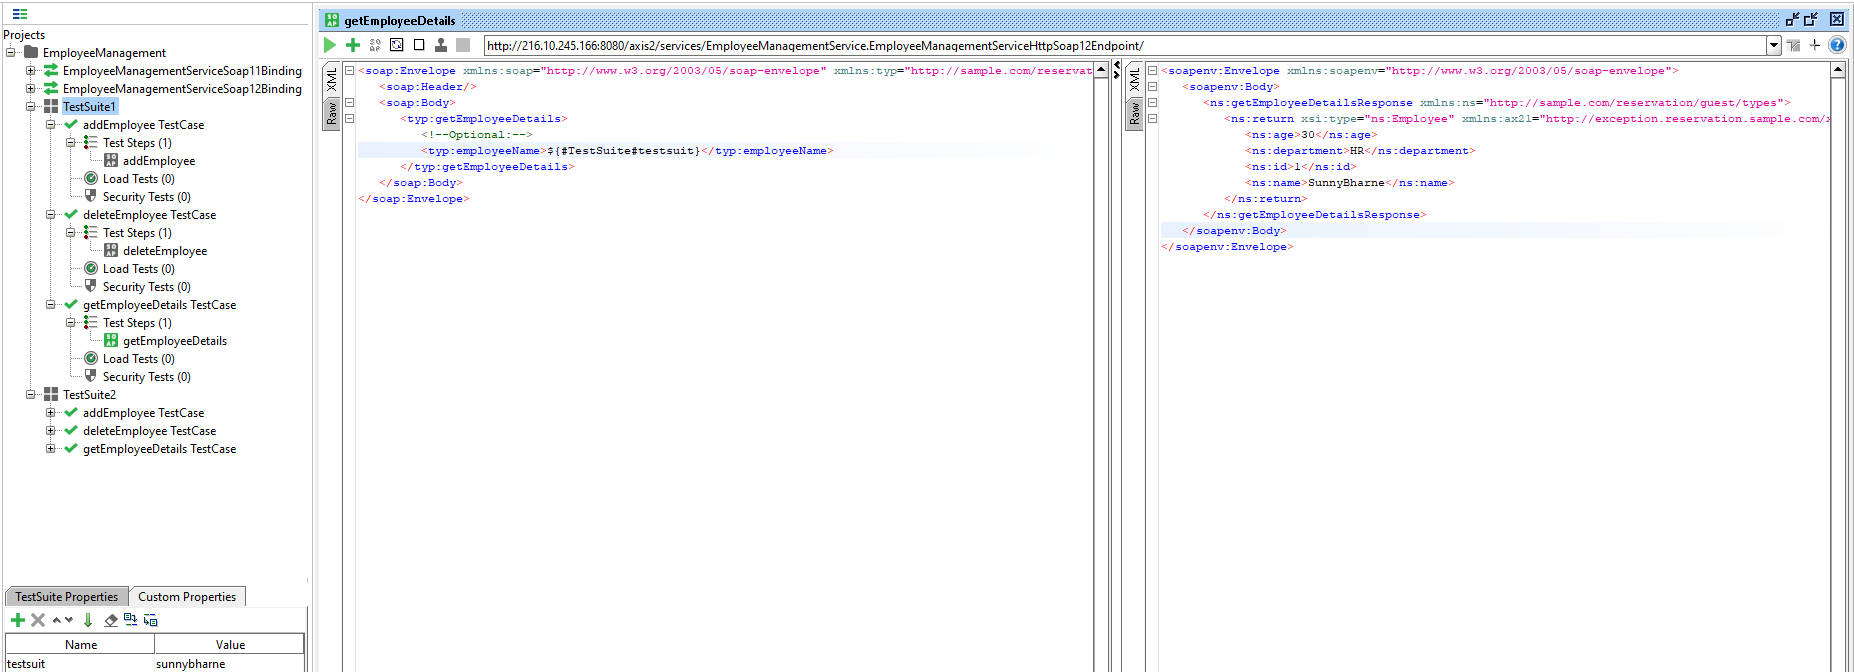 Projects
EmployeeManagement
EmployeeManagementServiceSoap11Binding
EmployeeManagementServiceSoap12Binding
TestSuite1
addEmployee TestCase
Test Steps (1)
addEmployee
Load Tests (0)
Security Tests (0)
deleteEmployee TestCase
Test Steps (1)
deleteEmployee
Load Tests (0)
Security Tests (0)
getEmployeeDetails TestCase
Test Steps (1)
getEmployeeDetails
Load Tests (0)
Security Tests (0)
TestSuite2
addEmployee TestCase
deleteEmployee TestCase
getEmployeeDetails TestCase
TestSuite Properties Custom Properties
Name Value
testsuit sunnybharne
getEmployeeDetails
http://216.10.245.166:8080/axis2/services/EmployeeManagementService.EmployeeManagementServiceHttpSoap12Endpoint/
XML
Raw
<soap:Envelope xmlns:soap="http://www.w3.org/2003/05/soap-envelope" xmlns:typ="http://sample.com/reservat
<soap:Header/>
<soap:Body>
<typ:getEmployeeDetails>
<!--Optional:-->
<typ:employeeName>${#TestSuite#testsuit}</typ:employeeName>
</typ:getEmployeeDetails>
</soap:Body>
</soap:Envelope>
XML
Raw
<soapenv:Envelope xmlns:soapenv="http://www.w3.org/2003/05/soap-envelope">
<soapenv:Body>
<ns:getEmployeeDetailsResponse xmlns:ns="http://sample.com/reservation/guest/types">
<ns:return xsi:type="ns:Employee" xmlns:ax21="http://exception.reservation.sample.com/x
<ns:age>30</ns:age>
<ns:department>HR</ns:department>
<ns:id>1</ns:id>
<ns:name>SunnyBharne</ns:name>
</ns:return>
</ns:getEmployeeDetailsResponse>
</soapenv:Body>
</soapenv:Envelope>